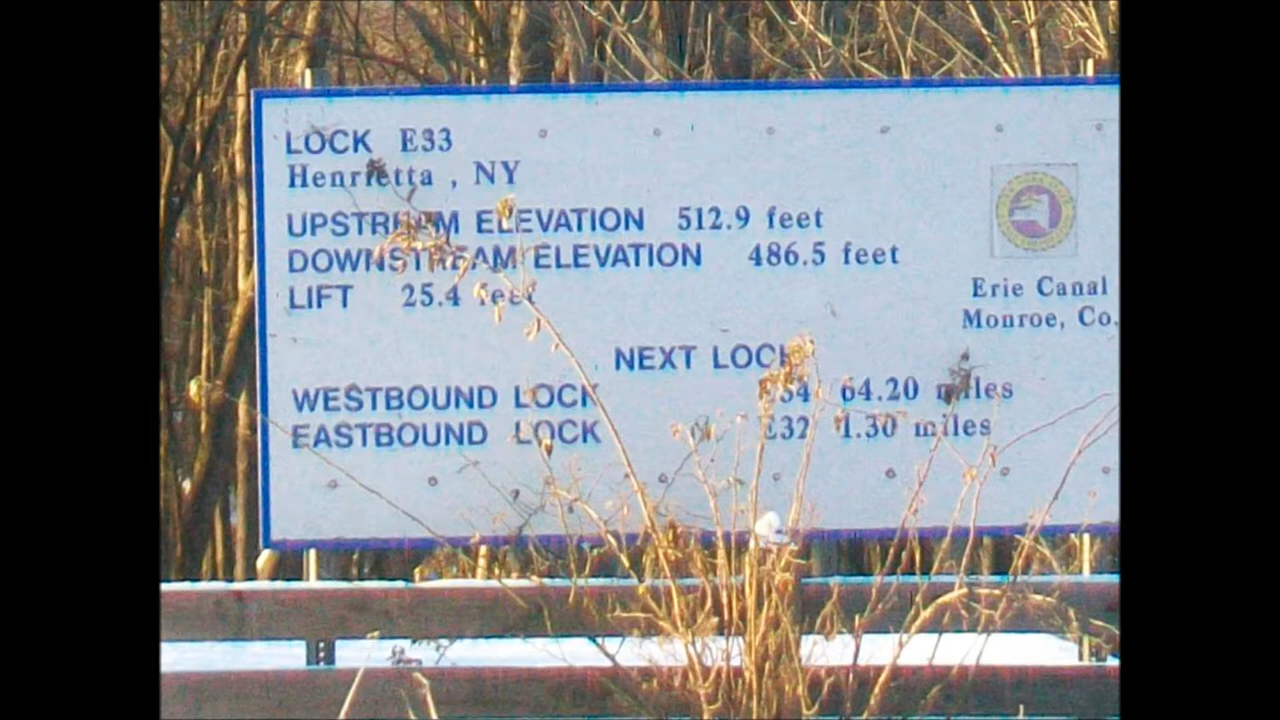 LOCK E33
Henrietta , NY
UPSTREAM ELEVATION 512.9 feet
DOWNSTREAM ELEVATION 486.5 feet
LIFT 25.4 feet
Erie Canal
Monroe, Co.
NEXT LOCK
WESTBOUND LOCK E34 64.20 miles
EASTBOUND LOCK E32 1.30 miles